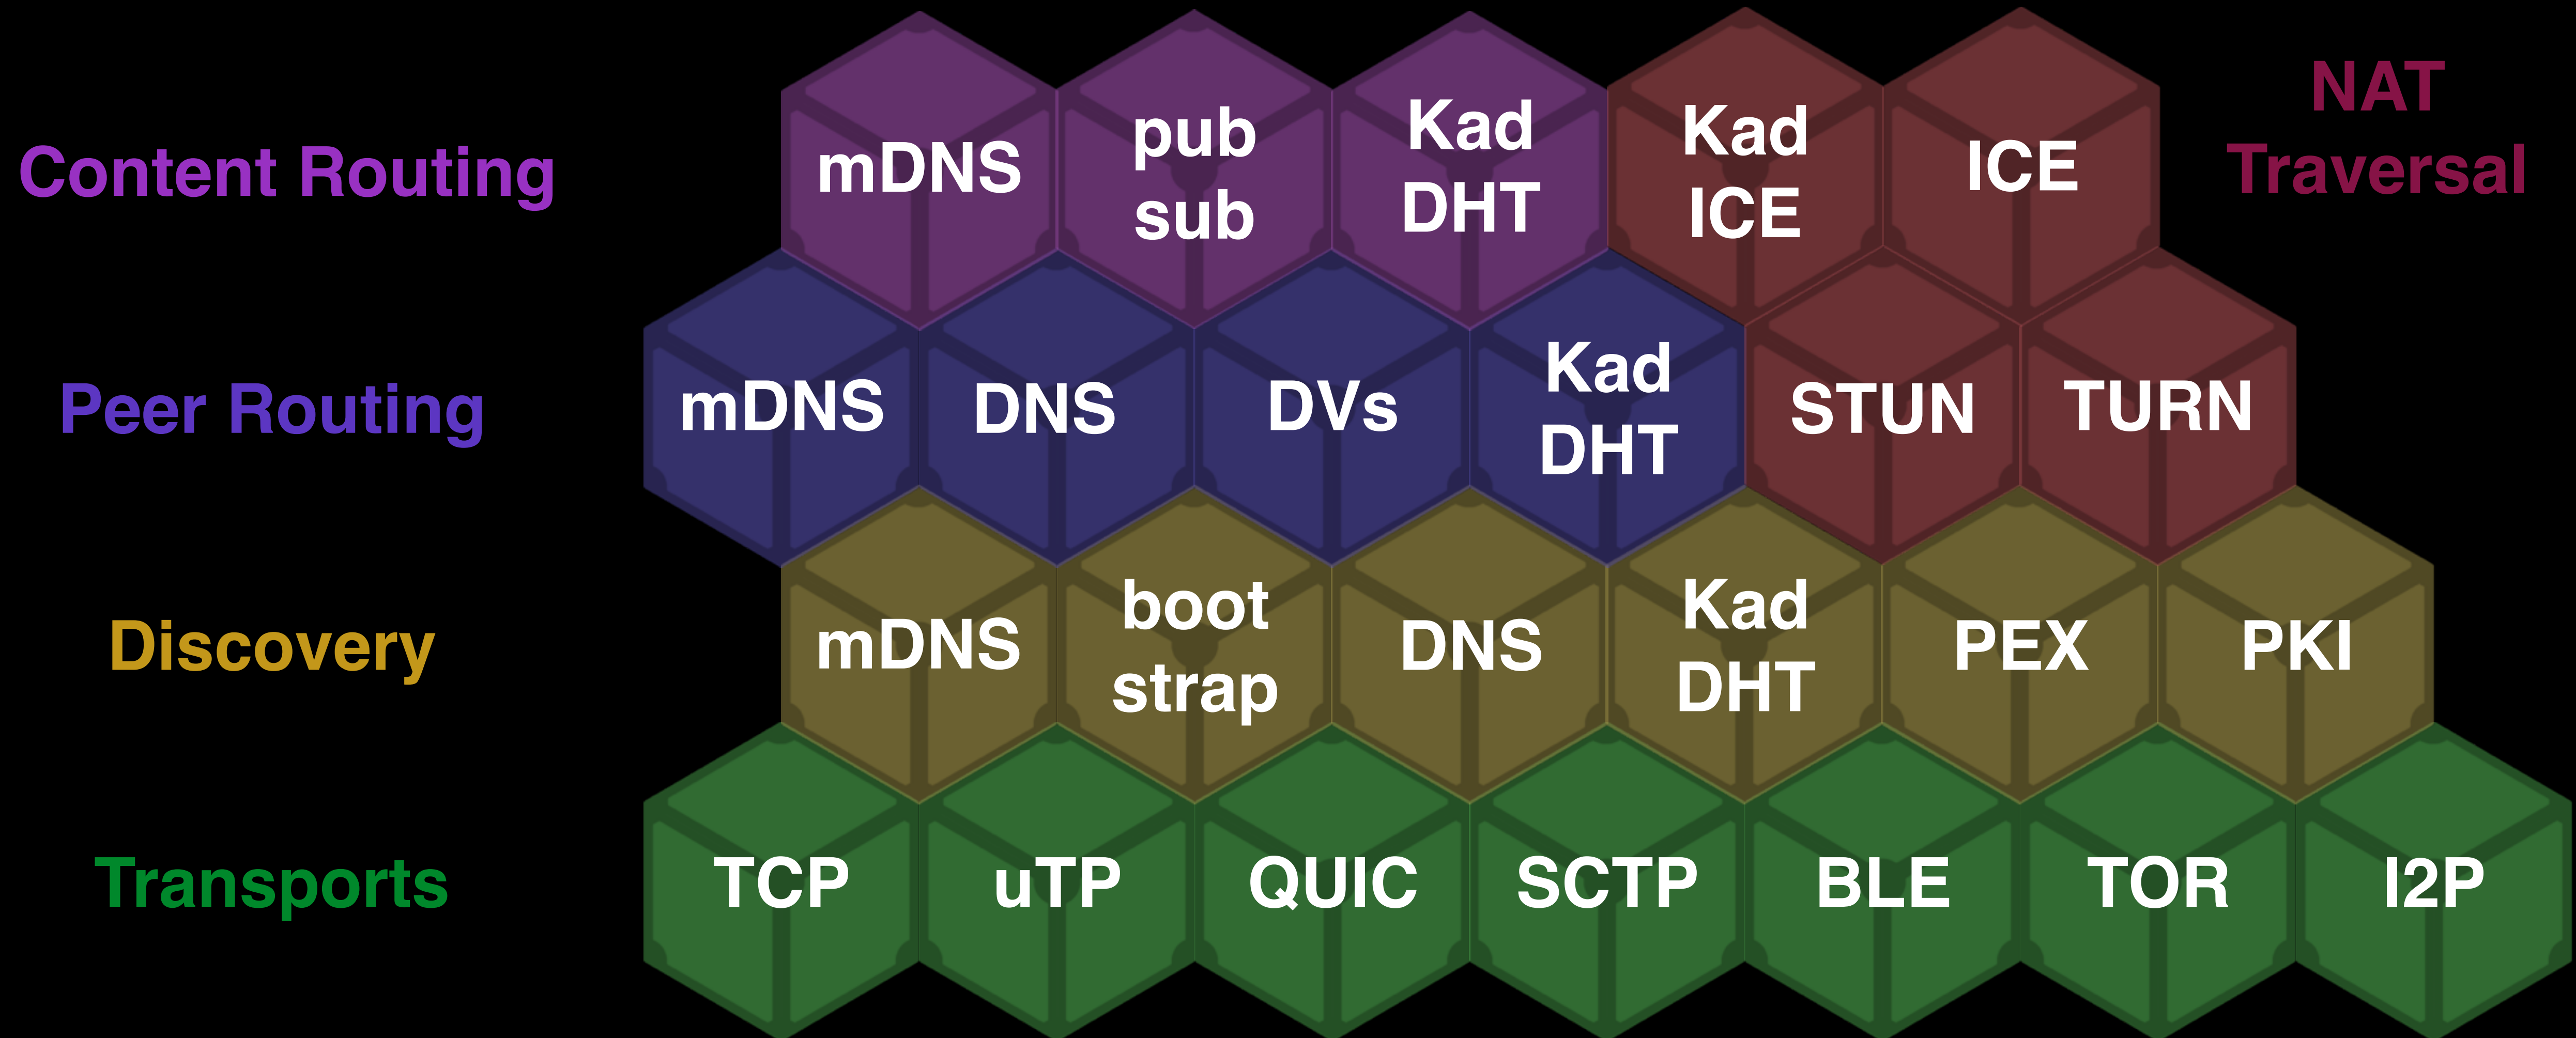 Content Routing
mDNS
pub
sub
Kad
DHT
Kad
ICE
ICE
NAT
Traversal
Peer Routing
mDNS
DNS
DVs
Kad
DHT
STUN
TURN
Discovery
mDNS
boot
strap
DNS
Kad
DHT
PEX
PKI
Transports
TCP
uTP
QUIC
SCTP
BLE
TOR
I2P